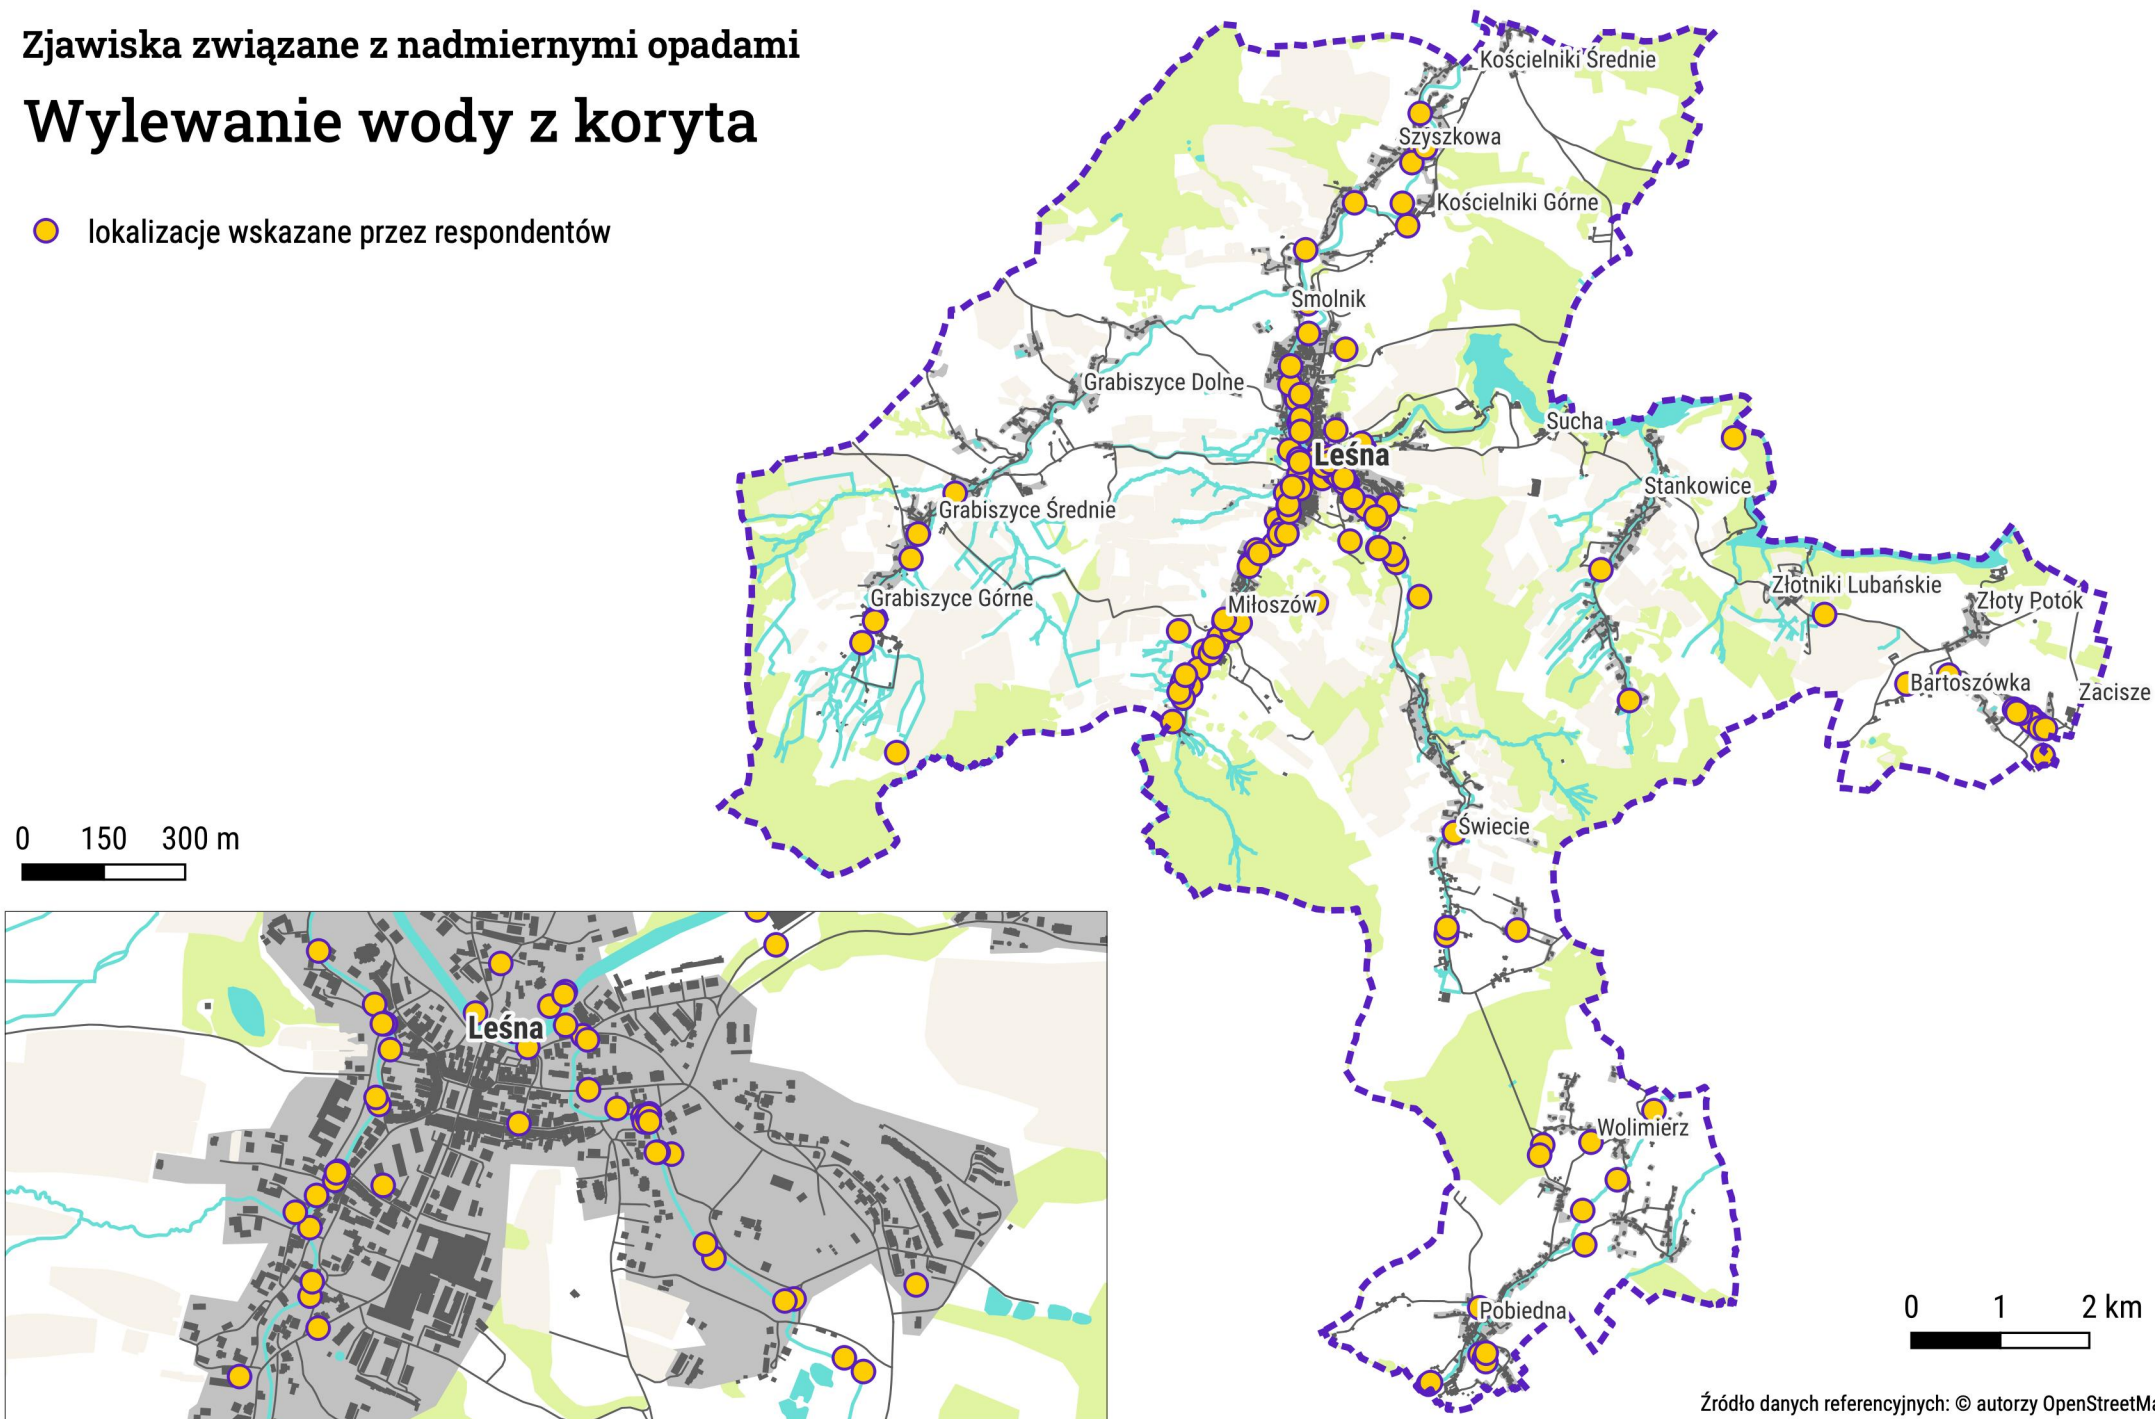 Zjawiska związane z nadmiernymi opadami
Wylewanie wody z koryta
lokalizacje wskazane przez respondentów
Kościelniki Średnie
Szyszkowa
Kościelniki Górne
Smolnik
Grabiszyce Dolne
Sucha
Leśna
Stankowice
Grabiszyce Średnie
Złotniki Lubańskie
Grabiszyce Górne
Złoty Potok
Miłoszów
Bartoszówka
Zacisze
Świecie
0 150 300 m
Leśna
Wolimierz
Pobiedna
0 1 2 km
Źródło danych referencyjnych: © autorzy